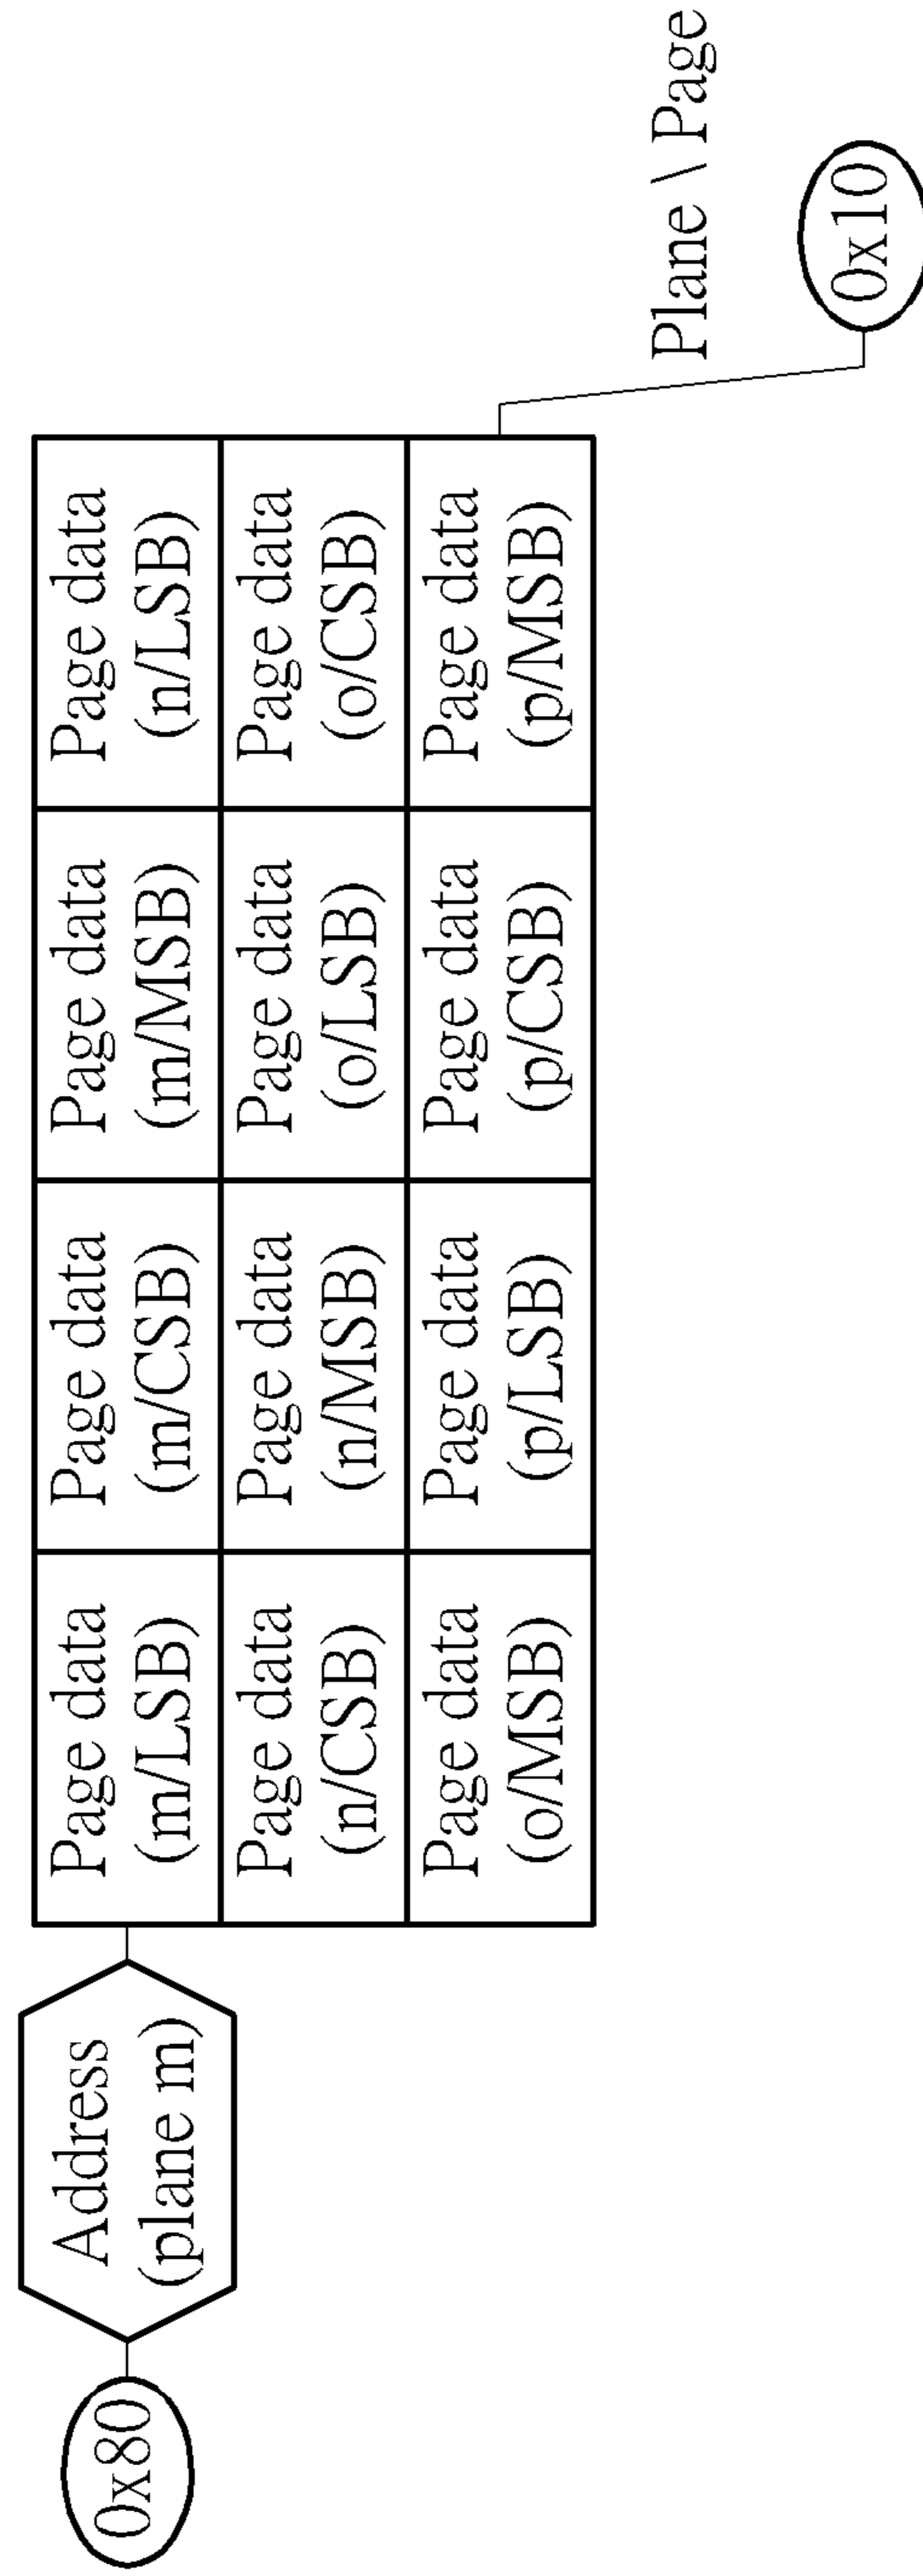 0x80
Address
(plane m)
Page data
(m/LSB)
Page data
(m/CSB)
Page data
(m/MSB)
Page data
(n/LSB)
Page data
(n/CSB)
Page data
(n/MSB)
Page data
(o/LSB)
Page data
(o/CSB)
Page data
(o/MSB)
Page data
(p/LSB)
Page data
(p/CSB)
Page data
(p/MSB)
Plane \ Page
0x10